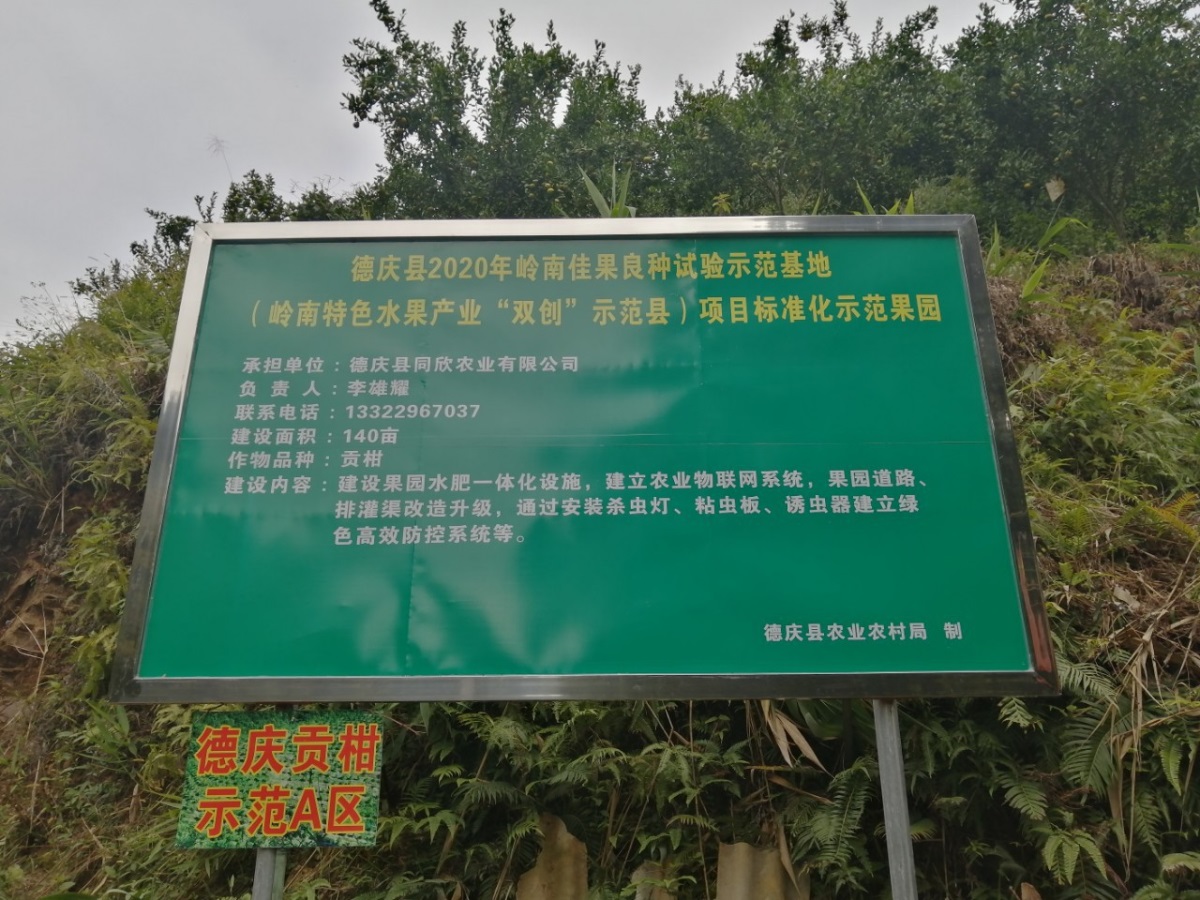 德庆县2020年岭南佳果良种试验示范基地
（岭南特色水果产业“双创”示范县）项目标准化示范果园
承担单位：德庆县同欣农业有限公司
负 责 人：李雄耀
联系电话：13322967037
建设面积：140亩
作物品种：贡柑
建设内容：建设果园水肥一体化设施，建立农业物联网系统，果园道路、
排灌渠改造升级，通过安装杀虫灯、粘虫板、诱虫器建立绿
色高效防控系统等。
德庆县农业农村局 制
德庆贡柑
示范A区